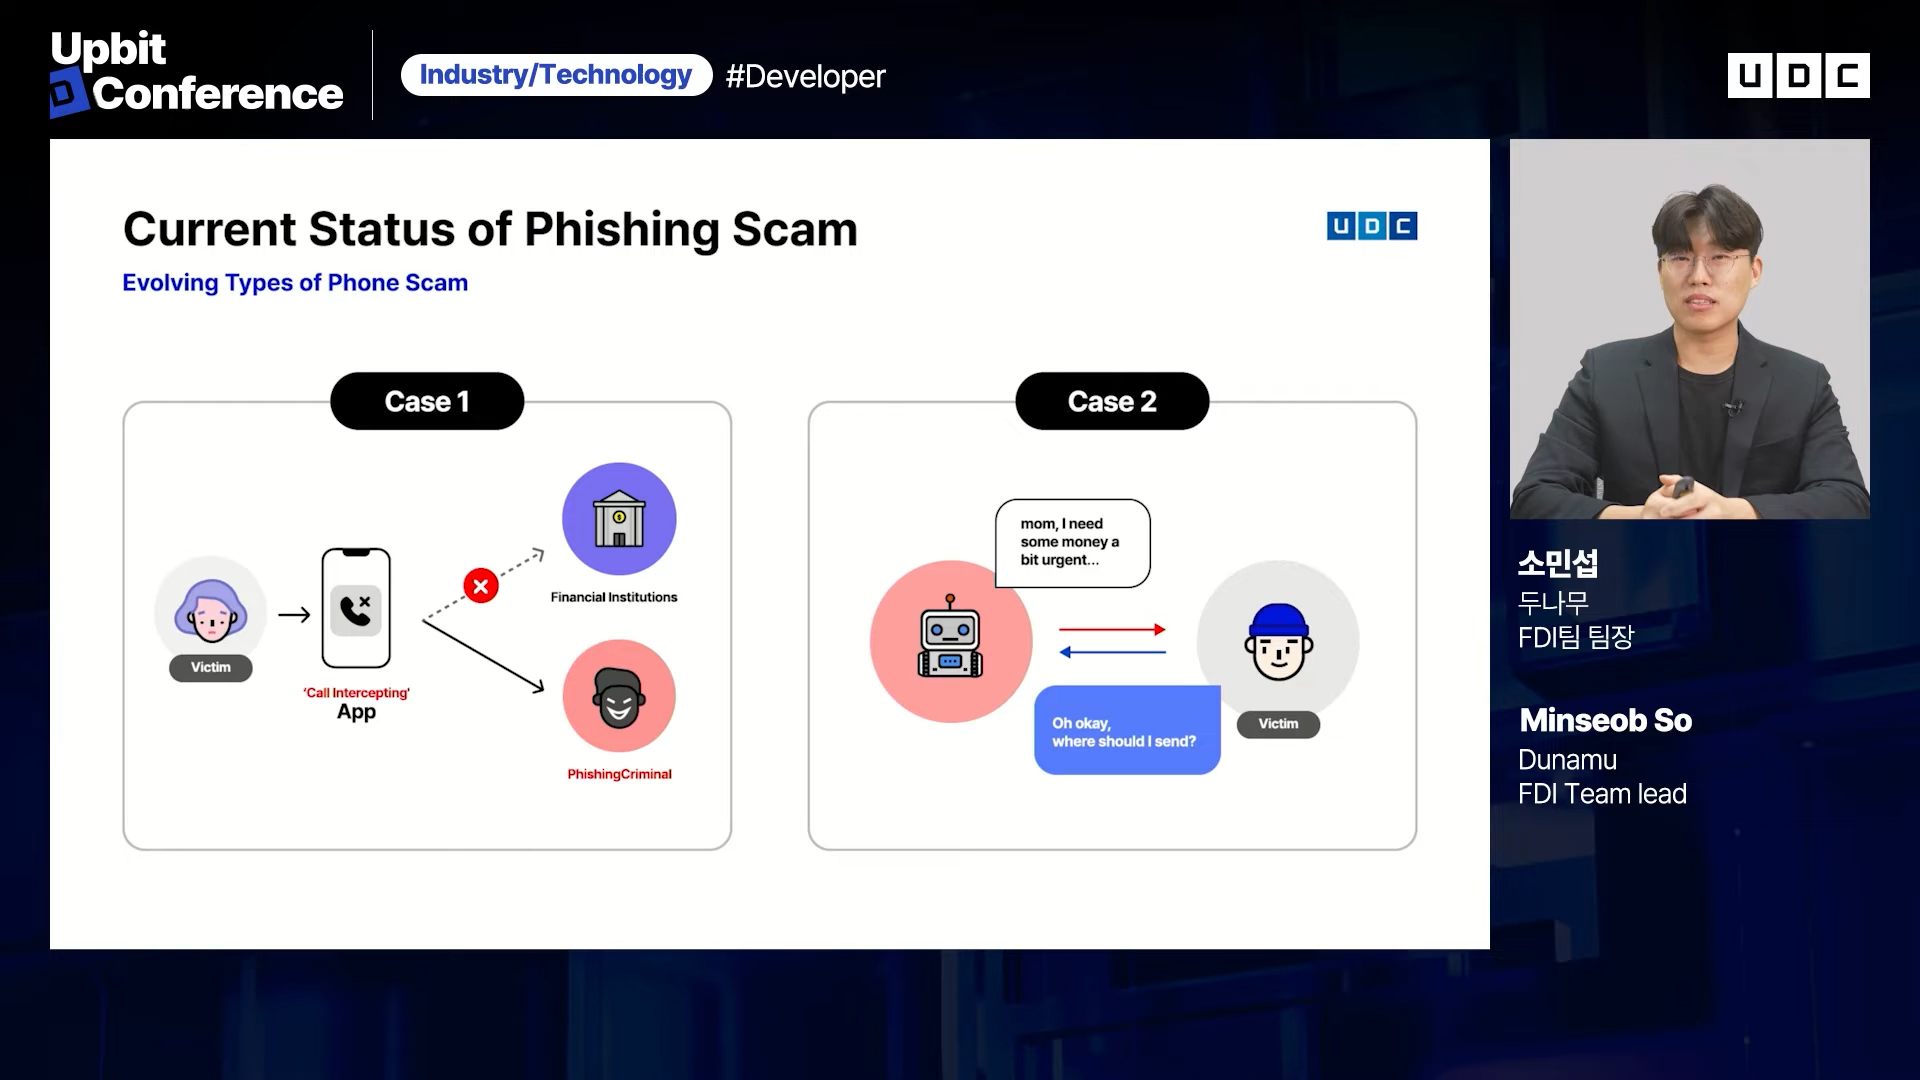 Upbit
D Conference
Industry/Technology #Developer
UDC
Current Status of Phishing Scam
UDC
Evolving Types of Phone Scam
Case 1
Victim
'Call Intercepting'
App
Financial Institutions
PhishingCriminal
Case 2
mom, I need
some money a
bit urgent...
Oh okay,
where should I send?
Victim
소민섭
두나무
FDI팀 팀장
Minseob So
Dunamu
FDI Team lead